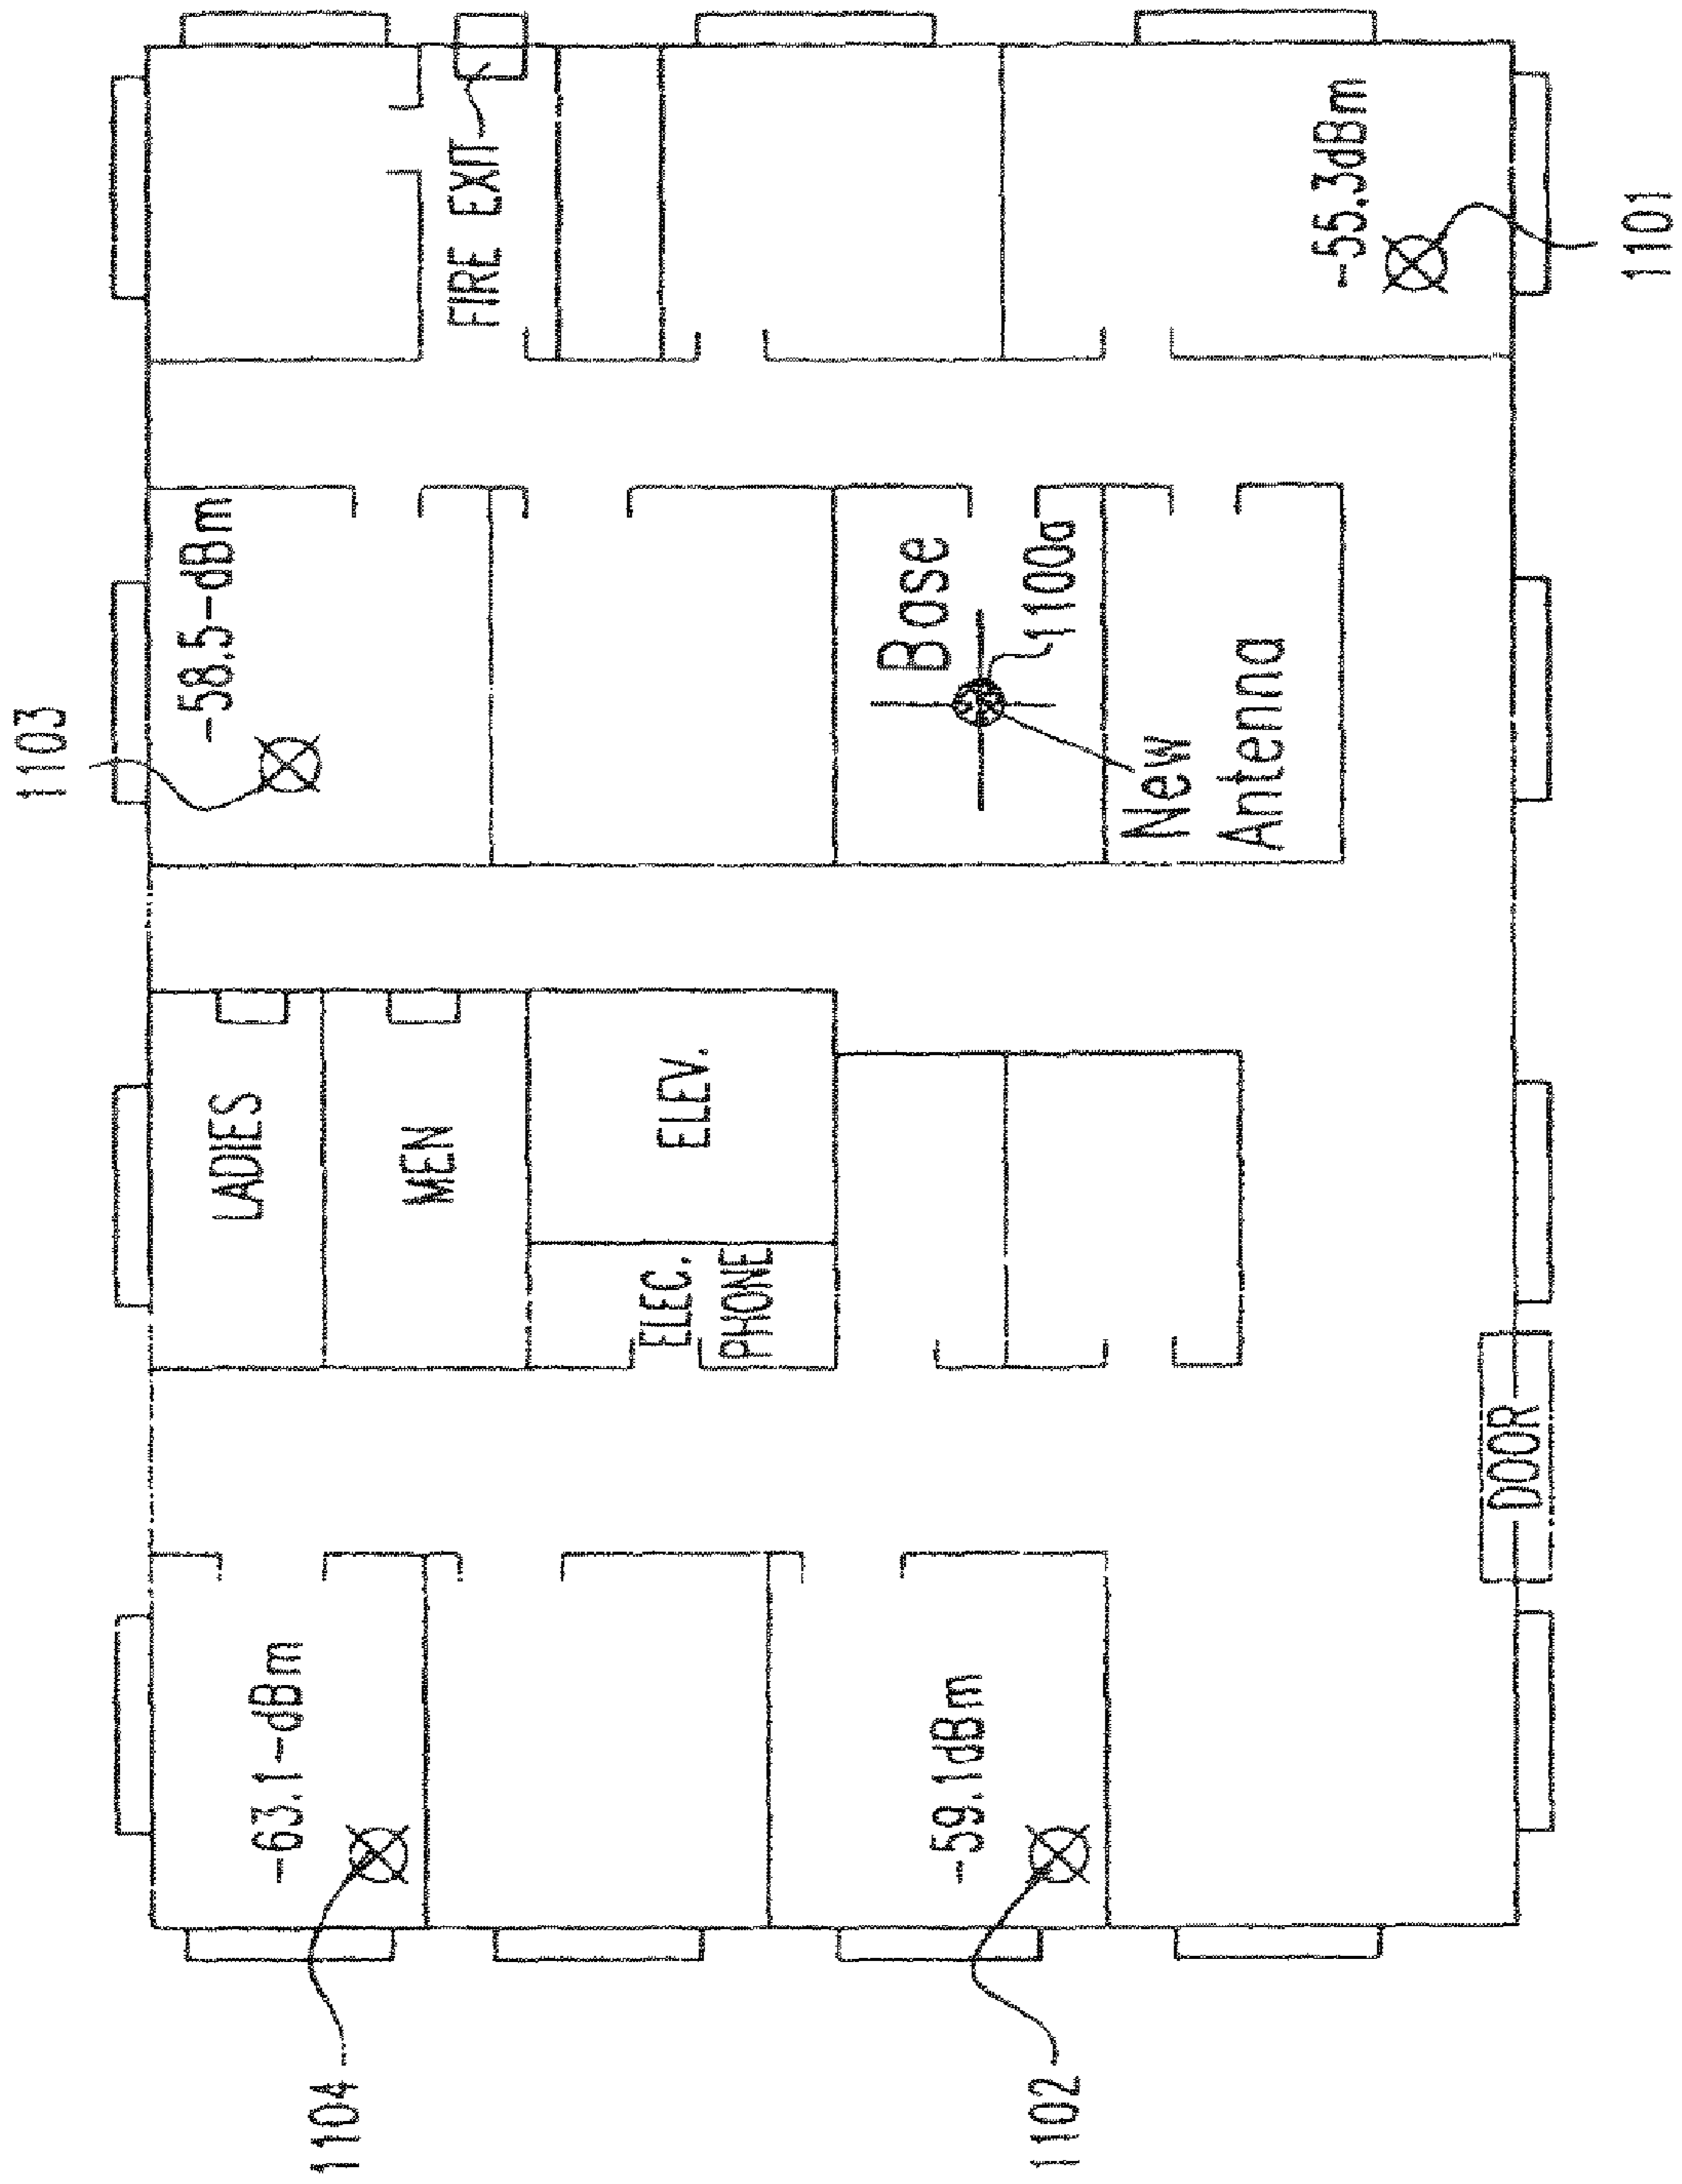 1103
-58.5-dBm
LADIES
-63.1-dBm
1104
MEN
FIRE EXIT
ELEC.
PHONE
ELEV.
Base
-59.1dBm
1102
1100a
New
Antenna
-55.3dBm
DOOR
1101